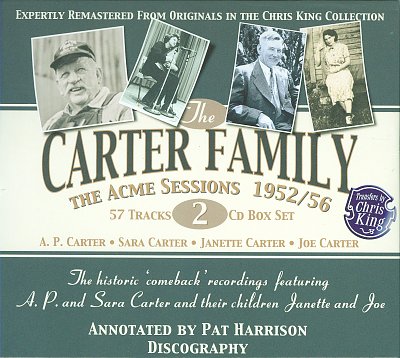 EXPERTLY REMASTERED FROM ORIGINALS IN THE CHRIS KING COLLECTION
The
CARTER FAMILY
THE ACME SESSIONS 1952/56
57 TRACKS 2 CD BOX SET
Transfers by
Chris
King
A. P. CARTER • SARA CARTER • JANETTE CARTER • JOE CARTER
The historic 'comeback' recordings featuring
A. P. and Sara Carter and their children Janette and Joe
ANNOTATED BY PAT HARRISON
DISCOGRAPHY